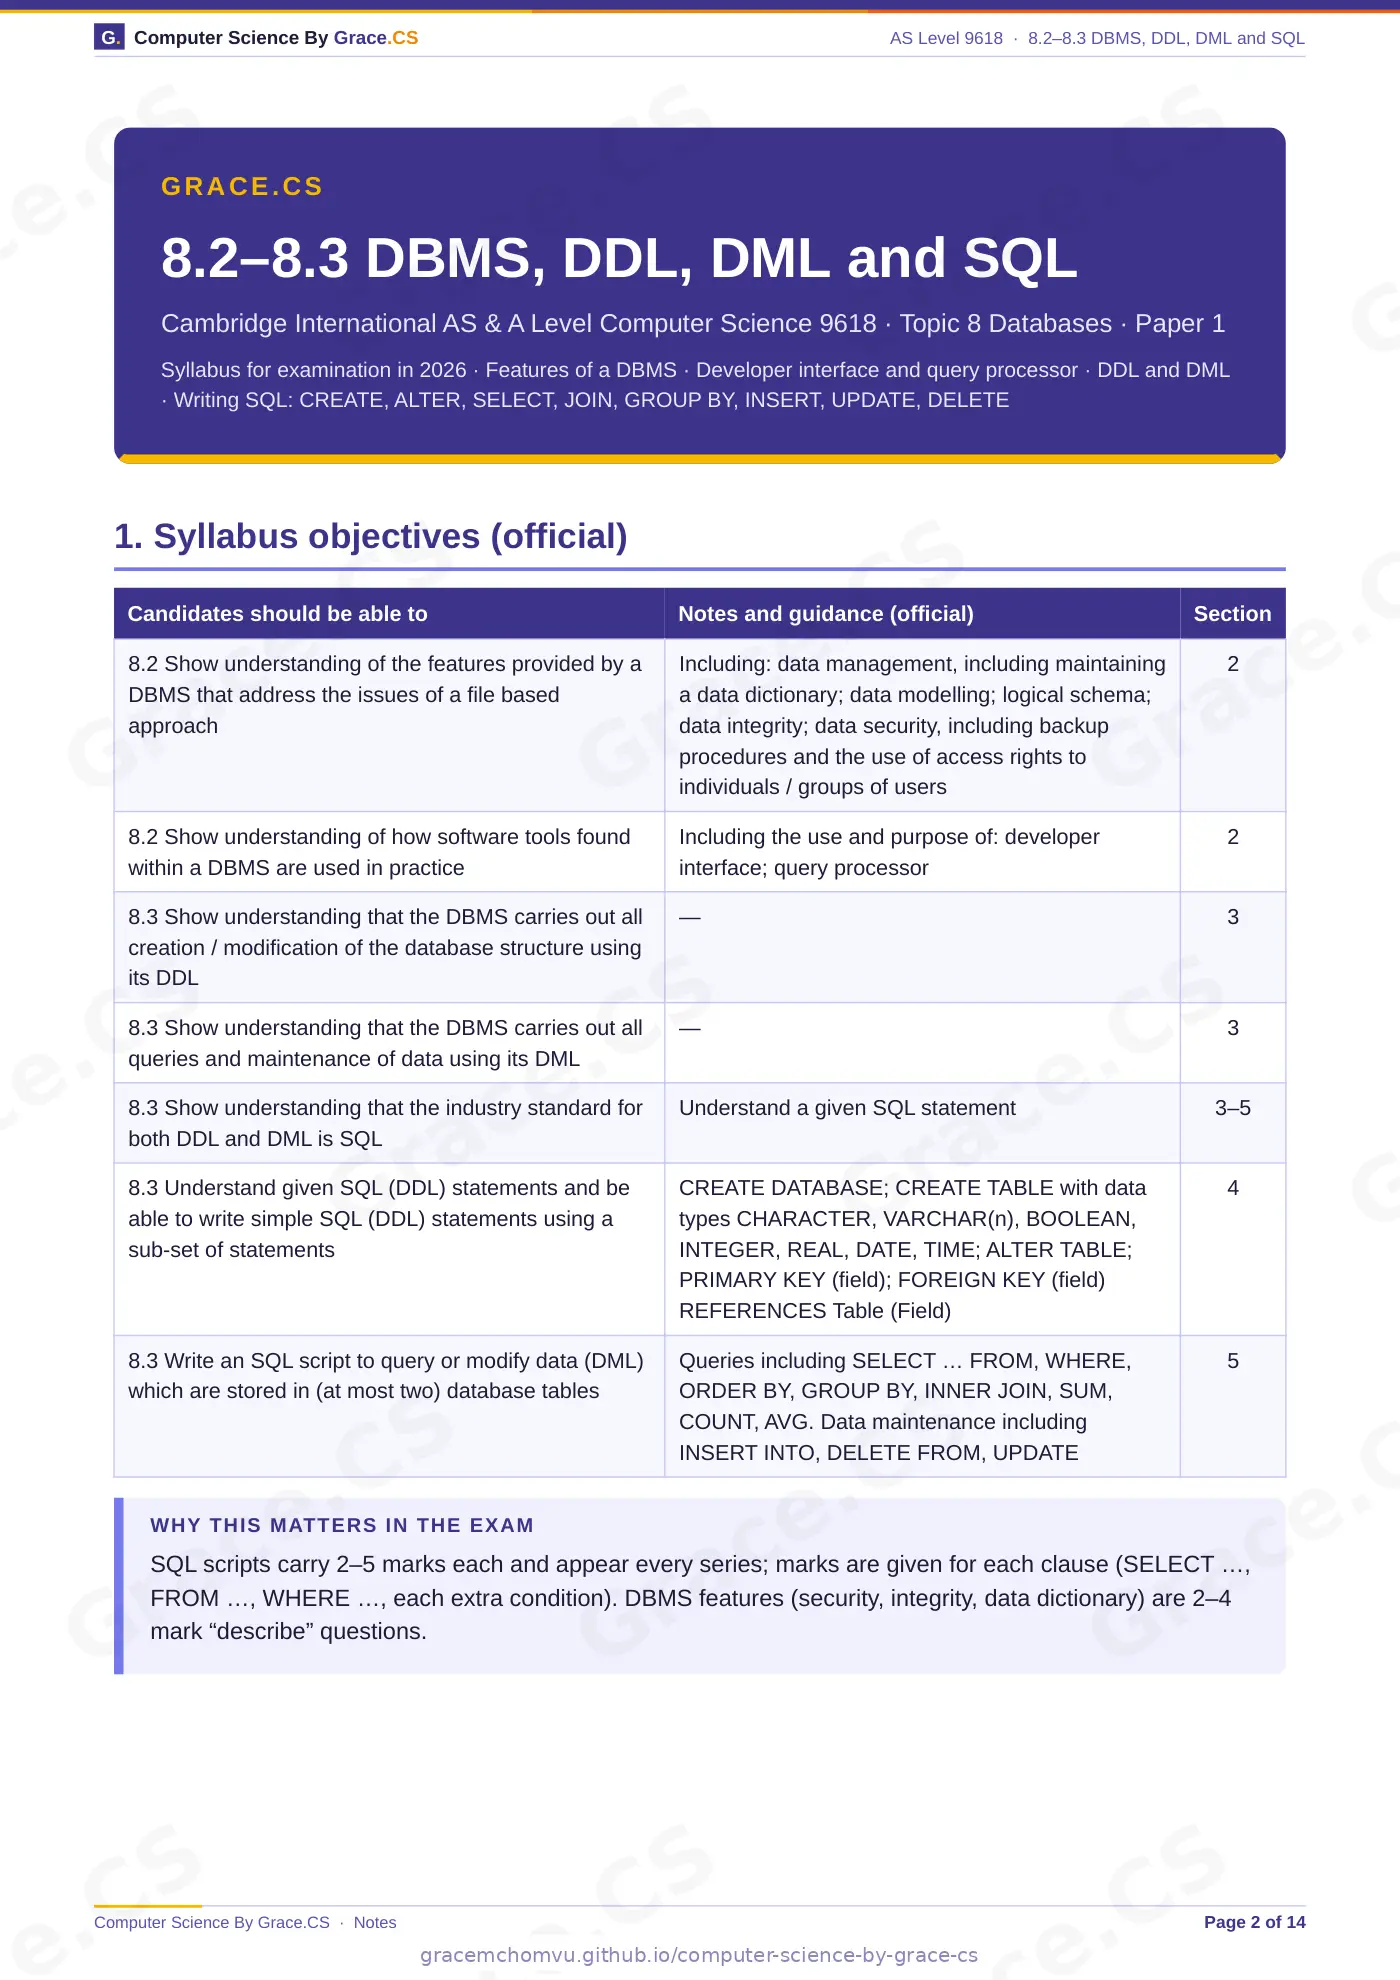 G. Computer Science By Grace.CS
AS Level 9618 · 8.2–8.3 DBMS, DDL, DML and SQL
GRACE.CS
8.2–8.3 DBMS, DDL, DML and SQL
Cambridge International AS & A Level Computer Science 9618 · Topic 8 Databases · Paper 1
Syllabus for examination in 2026 · Features of a DBMS · Developer interface and query processor · DDL and DML
· Writing SQL: CREATE, ALTER, SELECT, JOIN, GROUP BY, INSERT, UPDATE, DELETE
1. Syllabus objectives (official)
Candidates should be able to
Notes and guidance (official)
Section
8.2 Show understanding of the features provided by a
DBMS that address the issues of a file based
approach
Including: data management, including maintaining
a data dictionary; data modelling; logical schema;
data integrity; data security, including backup
procedures and the use of access rights to
individuals / groups of users
2
8.2 Show understanding of how software tools found
within a DBMS are used in practice
Including the use and purpose of: developer
interface; query processor
2
8.3 Show understanding that the DBMS carries out all
creation / modification of the database structure using
its DDL
—
3
8.3 Show understanding that the DBMS carries out all
queries and maintenance of data using its DML
—
3
8.3 Show understanding that the industry standard for
both DDL and DML is SQL
Understand a given SQL statement
3–5
8.3 Understand given SQL (DDL) statements and be
able to write simple SQL (DDL) statements using a
sub-set of statements
CREATE DATABASE; CREATE TABLE with data
types CHARACTER, VARCHAR(n), BOOLEAN,
INTEGER, REAL, DATE, TIME; ALTER TABLE;
PRIMARY KEY (field); FOREIGN KEY (field)
REFERENCES Table (Field)
4
8.3 Write an SQL script to query or modify data (DML)
which are stored in (at most two) database tables
Queries including SELECT … FROM, WHERE,
ORDER BY, GROUP BY, INNER JOIN, SUM,
COUNT, AVG. Data maintenance including
INSERT INTO, DELETE FROM, UPDATE
5
WHY THIS MATTERS IN THE EXAM
SQL scripts carry 2–5 marks each and appear every series; marks are given for each clause (SELECT …,
FROM …, WHERE …, each extra condition). DBMS features (security, integrity, data dictionary) are 2–4
mark “describe” questions.
Computer Science By Grace.CS · Notes
Page 2 of 14
gracemchomvu.github.io/computer-science-by-grace-cs